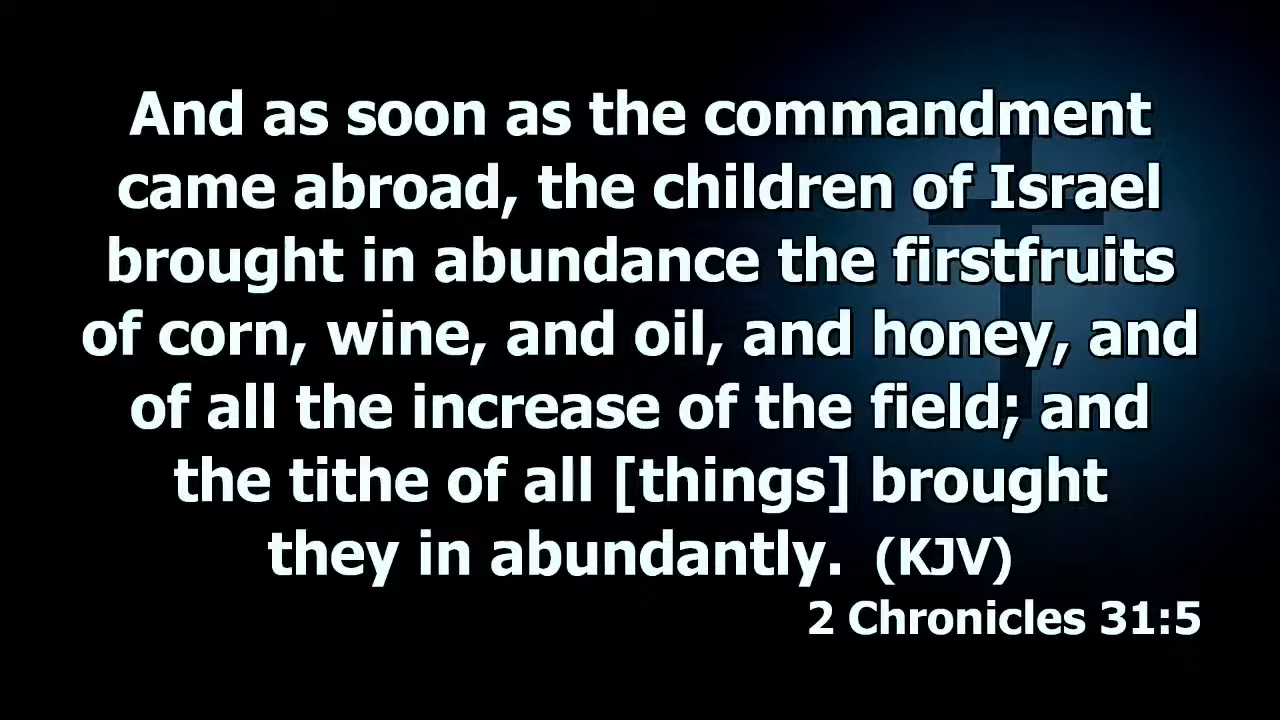 And as soon as the commandment
came abroad, the children of Israel
brought in abundance the firstfruits
of corn, wine, and oil, and honey, and
of all the increase of the field; and
the tithe of all [things] brought
they in abundantly. (KJV)
2 Chronicles 31:5